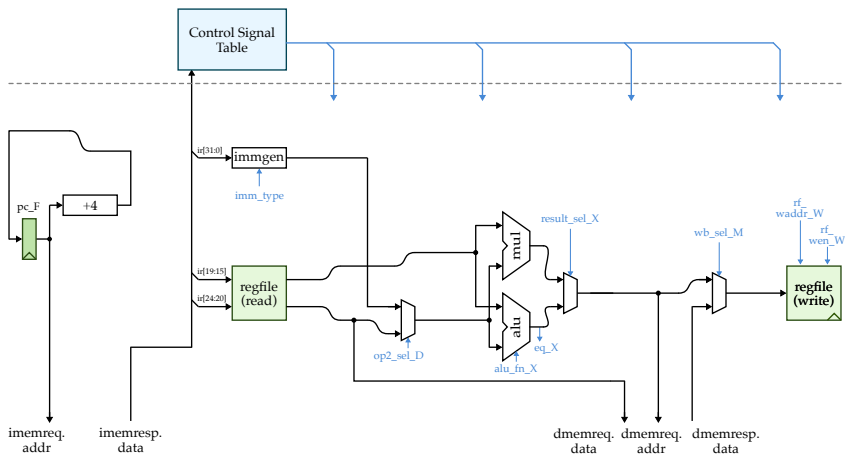 Control Signal
Table
ir[31:0]
immgen
imm_type
pc_F
+4
ir[19:15]
ir[24:20]
regfile
(read)
op2_sel_D
mul
alu
alu_fn_X
eq_X
result_sel_X
wb_sel_M
rf_
waddr_W
rf_
wen_W
regfile
(write)
imemreq.
addr
imemresp.
data
dmemreq.
data
dmemreq.
addr
dmemresp.
data